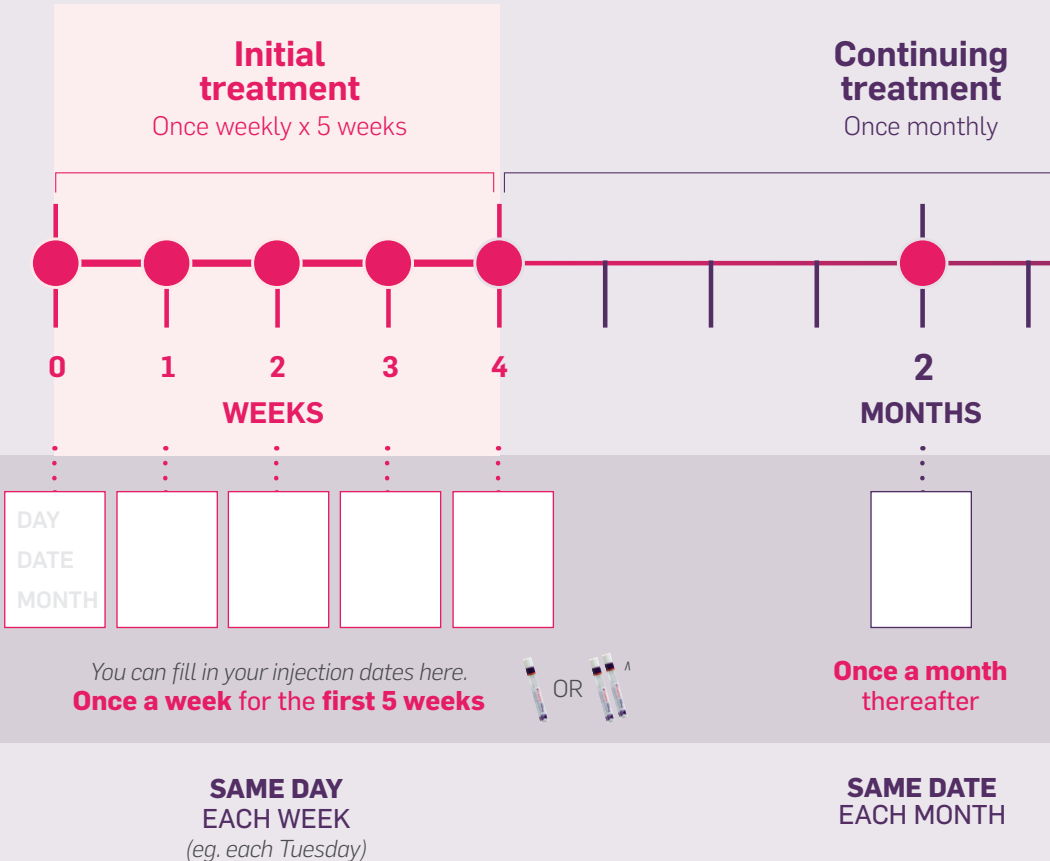 Initial
treatment
Once weekly x 5 weeks
Continuing
treatment
Once monthly
0
1
2
3
4
WEEKS
2
MONTHS
DAY
DATE
MONTH
You can fill in your injection dates here.
Once a week for the first 5 weeks
OR
Once a month
thereafter
SAME DAY
EACH WEEK
(eg. each Tuesday)
SAME DATE
EACH MONTH